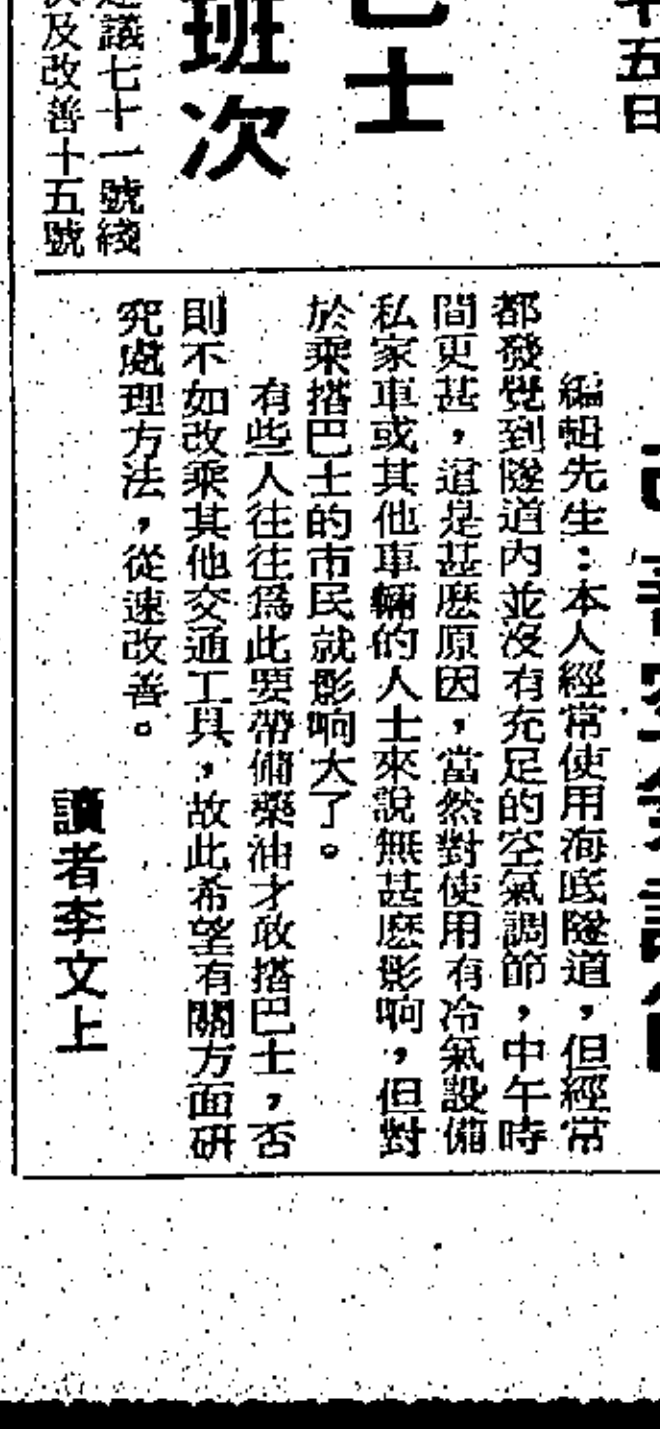 年五日
巴士
班次
建議七十一號綫
次及改善十五號
編輯先生：本人經常使用海底隧道，但經常
都發覺到隧道內並没有充足的空氣調節，中午時
間更甚，這是甚麽原因，當然對使用有冷氣設備
私家車或其他車輛的人士來說無甚麽影响，但對
於乘搭巴士的市民就影响大了。
有些人往往爲此要帶備藥油才敢搭巴士，否
則不如改乘其他交通工具，故此希望有關方面研
究處理方法，從速改善。
讀者李文上